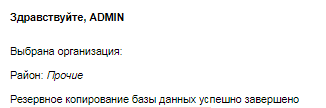 Здравствуйте, ADMIN
Выбрана организация:
Район: Прочие
Резервное копирование базы данных успешно завершено